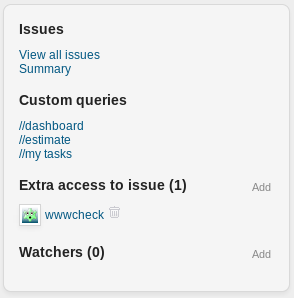 Issues
View all issues
Summary
Custom queries
//dashboard
//estimate
//my tasks
Extra access to issue (1) Add
wwwcheck
Watchers (0) Add